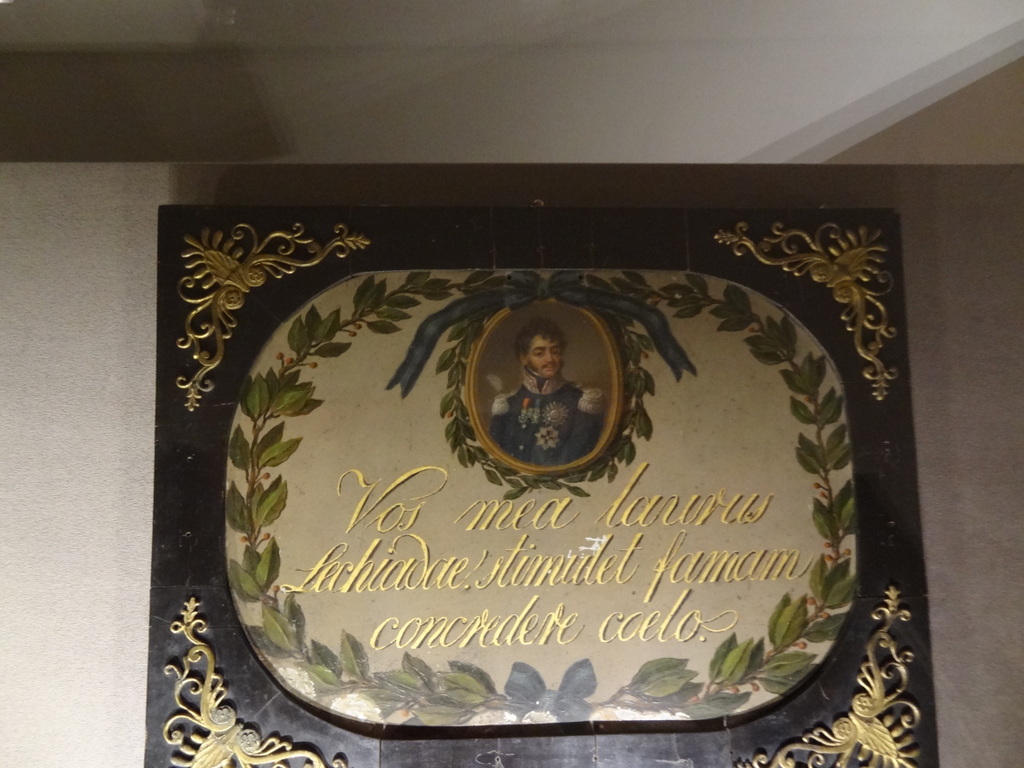 Vos mea laurus
Lechiadae! stimulet famam
concredere coelo.